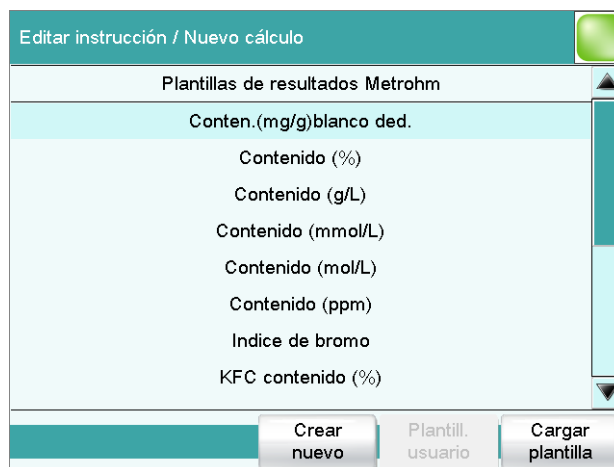 Editar instrucción / Nuevo cálculo
Plantillas de resultados Metrohm
Conten.(mg/g)blanco ded.
Contenido (%)
Contenido (g/L)
Contenido (mmol/L)
Contenido (mol/L)
Contenido (ppm)
Indice de bromo
KFC contenido (%)
Crear
nuevo
Plantill.
usuario
Cargar
plantilla